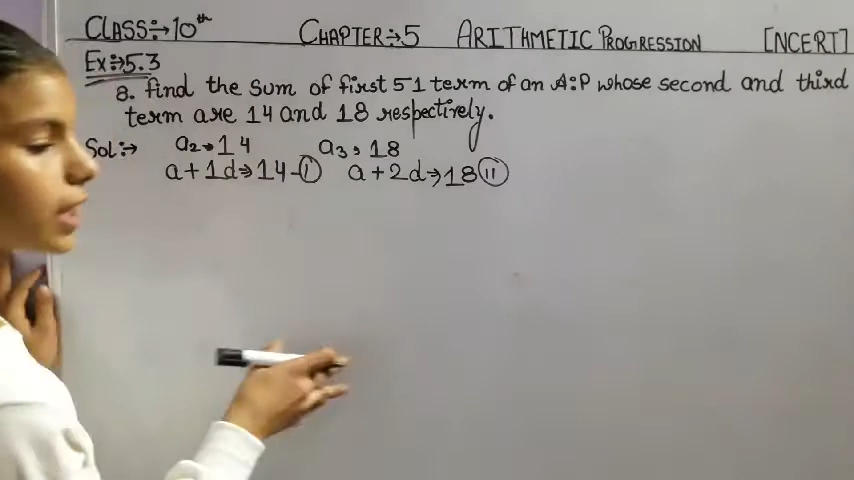 CLASS:→10th CHAPTER:→5 ARITHMETIC PROGRESSION [NCERT]
Ex:→5.3
8. find the sum of first 51 term of an A:P whose second and third
term are 14 and 18 respectively.
Sol:→ a2→14 a3→18
a+1d→14-(I) a+2d→18(II)